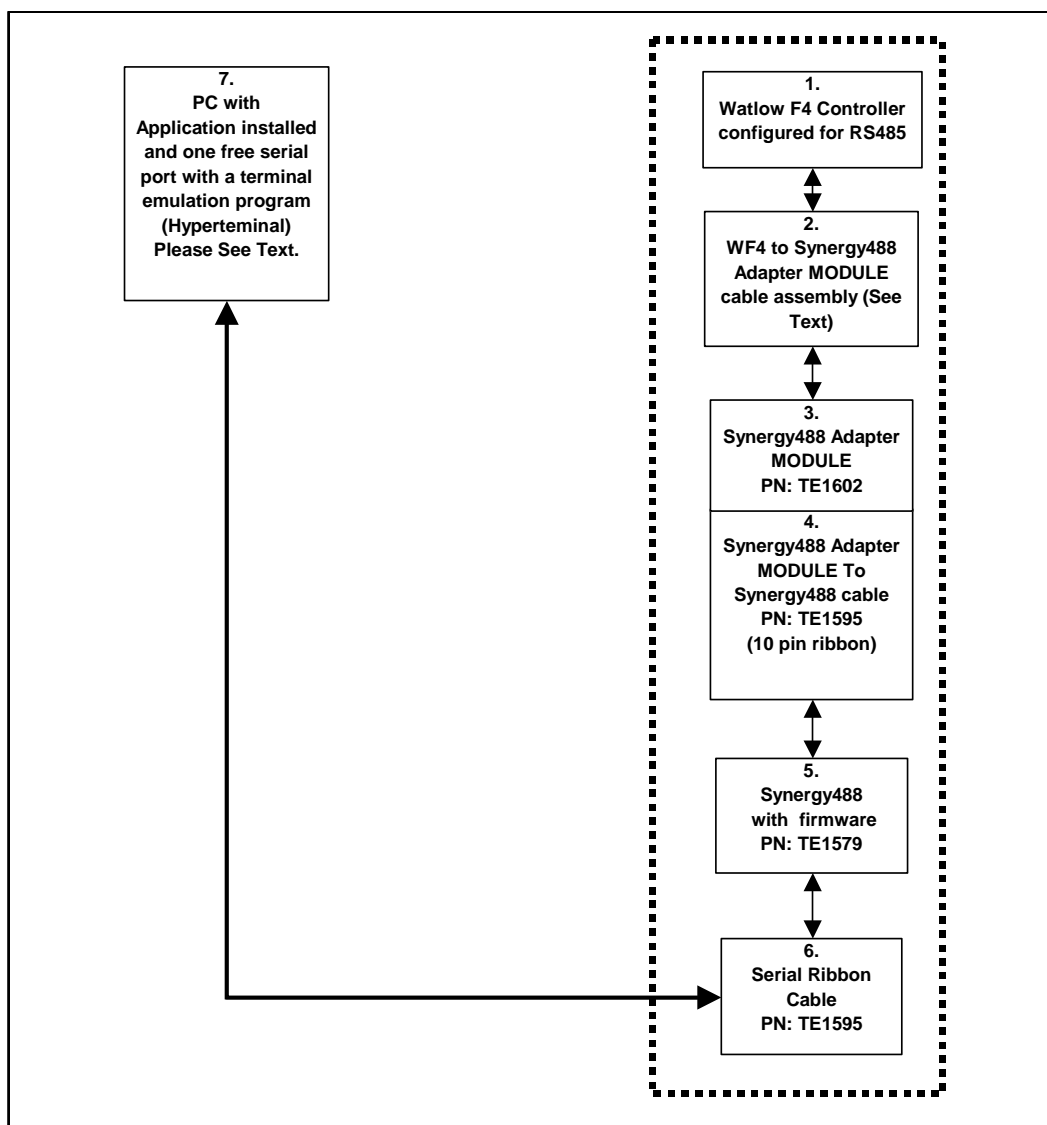 7.
PC with
Application installed
and one free serial
port with a terminal
emulation program
(Hyperteminal)
Please See Text.
1.
Watlow F4 Controller
configured for RS485
2.
WF4 to Synergy488
Adapter MODULE
cable assembly (See
Text)
3.
Synergy488 Adapter
MODULE
PN: TE1602
4.
Synergy488 Adapter
MODULE To
Synergy488 cable
PN: TE1595
(10 pin ribbon)
5.
Synergy488
with firmware
PN: TE1579
6.
Serial Ribbon
Cable
PN: TE1595